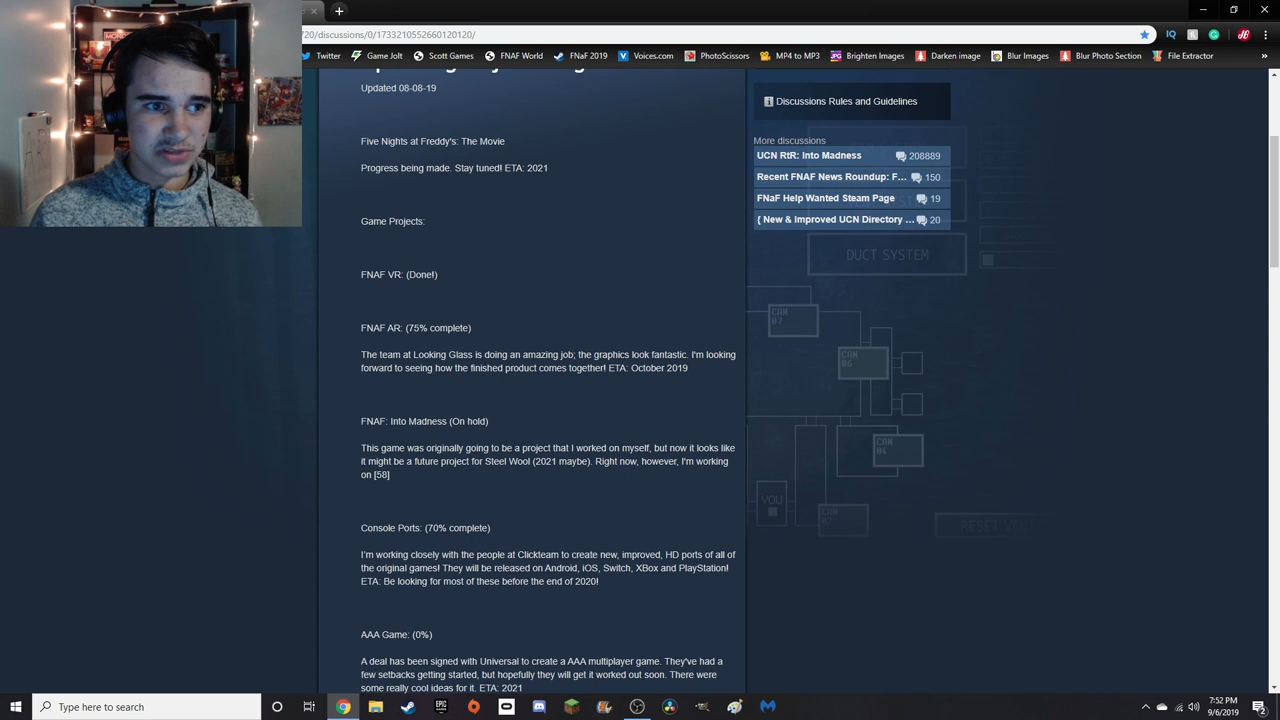 20/discussions/0/1733210552660120120/
Twitter
Game Jolt
Scott Games
FNAF World
FNaF 2019
Voices.com
PhotoScissors
MP4 to MP3
Brighten Images
Darken image
Blur Images
Blur Photo Section
File Extractor
Updated 08-08-19
Five Nights at Freddy's: The Movie
Progress being made. Stay tuned! ETA: 2021
Game Projects:
FNAF VR: (Done!)
FNAF AR: (75% complete)
The team at Looking Glass is doing an amazing job; the graphics look fantastic. I'm looking
forward to seeing how the finished product comes together! ETA: October 2019
FNAF: Into Madness (On hold)
This game was originally going to be a project that I worked on myself, but now it looks like
it might be a future project for Steel Wool (2021 maybe). Right now, however, I'm working
on [58]
Console Ports: (70% complete)
I'm working closely with the people at Clickteam to create new, improved, HD ports of all of
the original games! They will be released on Android, iOS, Switch, XBox and PlayStation!
ETA: Be looking for most of these before the end of 2020!
AAA Game: (0%)
A deal has been signed with Universal to create a AAA multiplayer game. They've had a
few setbacks getting started, but hopefully they will get it worked out soon. There were
some really cool ideas for it. ETA: 2021
Discussions Rules and Guidelines
More discussions
UCN RtR: Into Madness 208889
Recent FNAF News Roundup: F... 150
FNaF Help Wanted Steam Page 19
{ New & Improved UCN Directory ... 20
DUCT SYSTEM
CAM
07
CAM
06
CAM
04
YOU
CAM
RESET
Type here to search
7:52 PM
9/6/2019